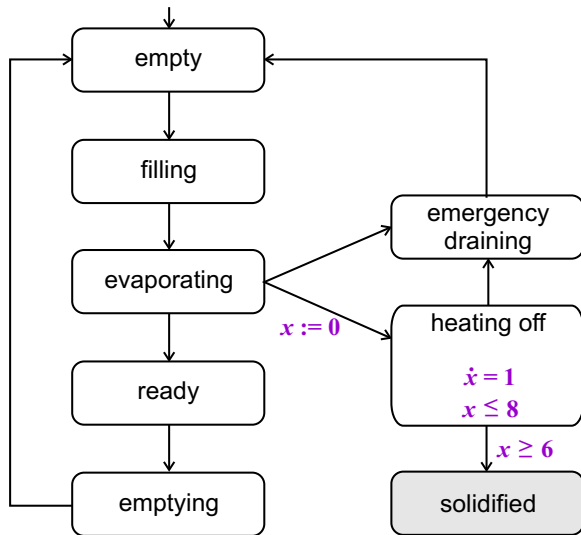 empty
filling
emergency
draining
evaporating
x := 0
heating off
ẋ = 1
x ≤ 8
ready
x ≥ 6
emptying
solidified